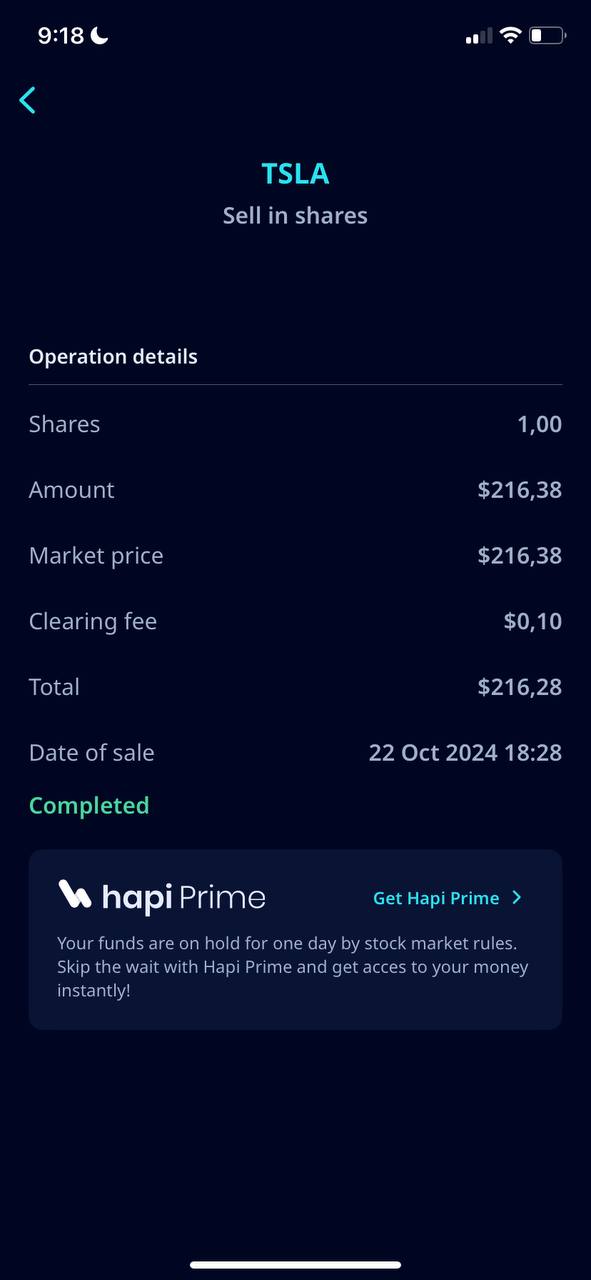 9:18
TSLA
Sell in shares
Operation details
Shares 1,00
Amount $216,38
Market price $216,38
Clearing fee $0,10
Total $216,28
Date of sale 22 Oct 2024 18:28
Completed
hapi Prime Get Hapi Prime
Your funds are on hold for one day by stock market rules.
Skip the wait with Hapi Prime and get acces to your money
instantly!